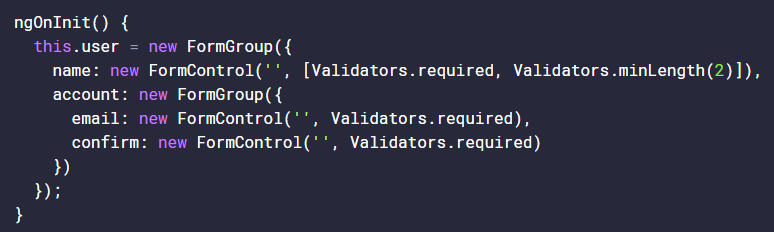 ngOnInit() {
  this.user = new FormGroup({
    name: new FormControl('', [Validators.required, Validators.minLength(2)]),
    account: new FormGroup({
      email: new FormControl('', Validators.required),
      confirm: new FormControl('', Validators.required)
    })
  });
}